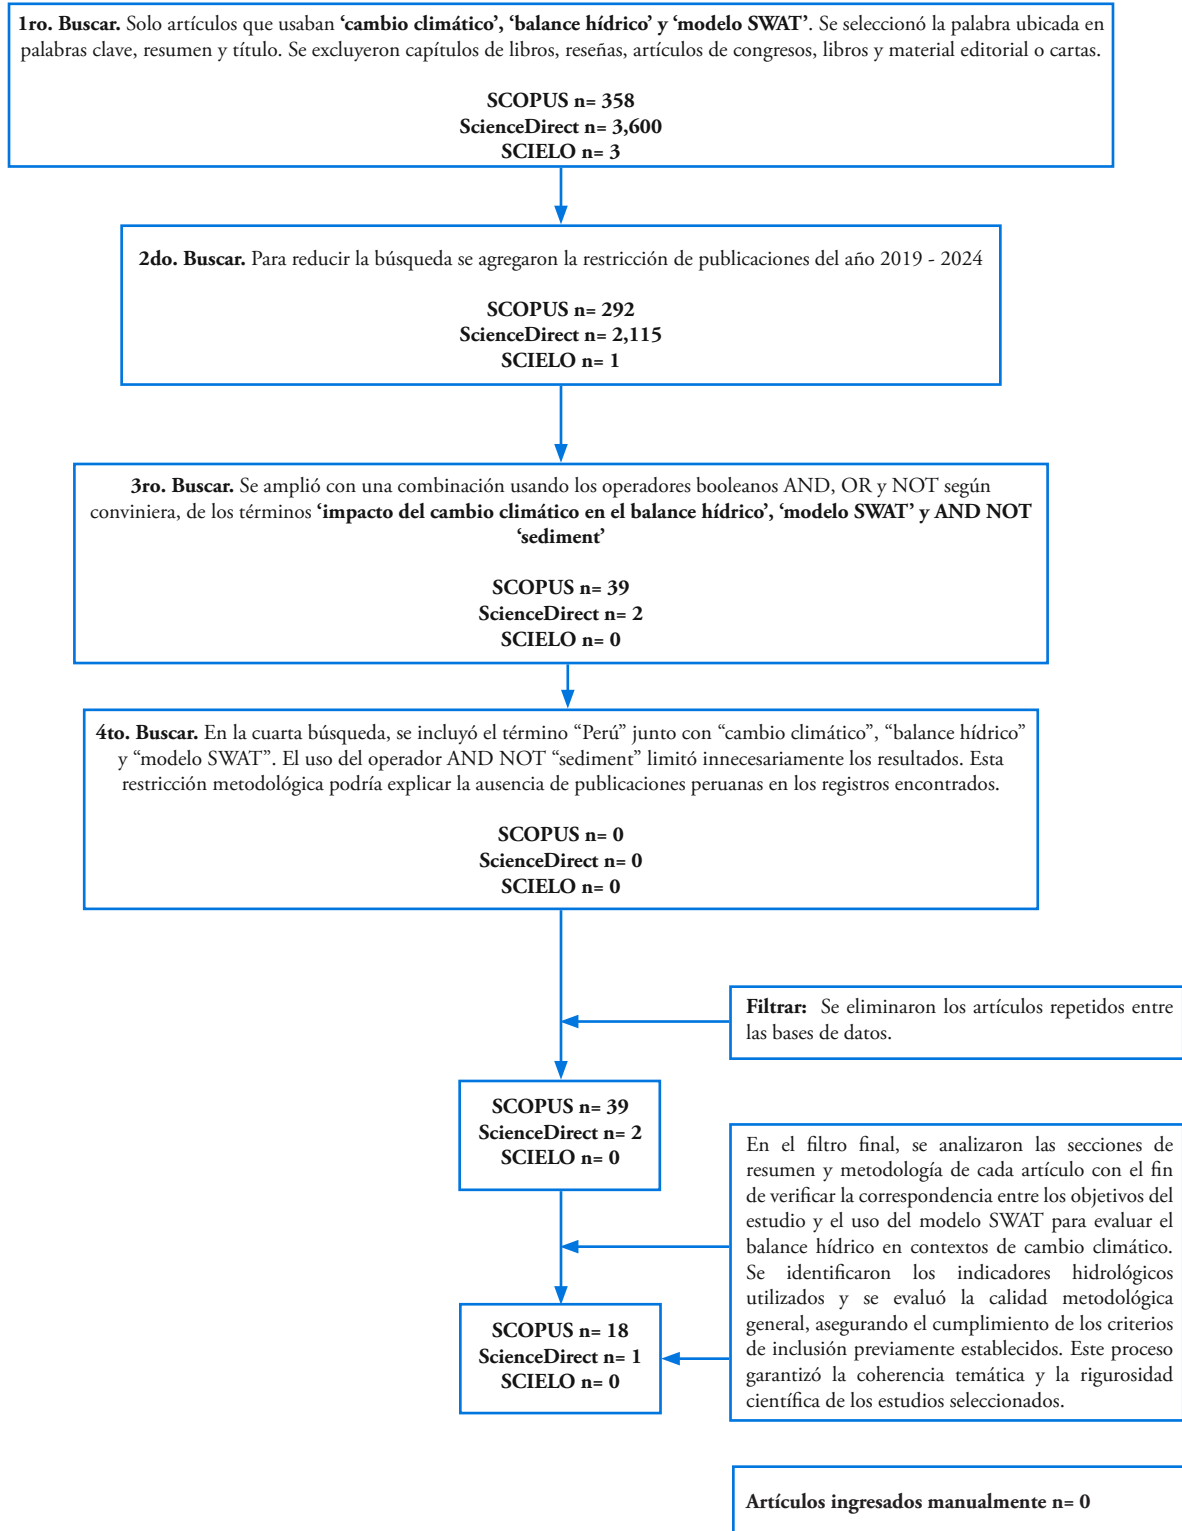 1ro. Buscar. Solo artículos que usaban ‘cambio climático’, ‘balance hídrico’ y ‘modelo SWAT’. Se seleccionó la palabra ubicada en
palabras clave, resumen y título. Se excluyeron capítulos de libros, reseñas, artículos de congresos, libros y material editorial o cartas.
SCOPUS n= 358
ScienceDirect n= 3,600
SCIELO n= 3
2do. Buscar. Para reducir la búsqueda se agregaron la restricción de publicaciones del año 2019 - 2024
SCOPUS n= 292
ScienceDirect n= 2,115
SCIELO n= 1
3ro. Buscar. Se amplió con una combinación usando los operadores booleanos AND, OR y NOT según
conviniera, de los términos ‘impacto del cambio climático en el balance hídrico’, ‘modelo SWAT’ y AND NOT
‘sediment’
SCOPUS n= 39
ScienceDirect n= 2
SCIELO n= 0
4to. Buscar. En la cuarta búsqueda, se incluyó el término “Perú” junto con “cambio climático”, “balance hídrico”
y “modelo SWAT”. El uso del operador AND NOT “sediment” limitó innecesariamente los resultados. Esta
restricción metodológica podría explicar la ausencia de publicaciones peruanas en los registros encontrados.
SCOPUS n= 0
ScienceDirect n= 0
SCIELO n= 0
Filtrar: Se eliminaron los artículos repetidos entre
las bases de datos.
SCOPUS n= 39
ScienceDirect n= 2
SCIELO n= 0
En el filtro final, se analizaron las secciones de
resumen y metodología de cada artículo con el fin
de verificar la correspondencia entre los objetivos del
estudio y el uso del modelo SWAT para evaluar el
balance hídrico en contextos de cambio climático.
Se identificaron los indicadores hidrológicos
utilizados y se evaluó la calidad metodológica
general, asegurando el cumplimiento de los criterios
de inclusión previamente establecidos. Este proceso
garantizó la coherencia temática y la rigurosidad
científica de los estudios seleccionados.
SCOPUS n= 18
ScienceDirect n= 1
SCIELO n= 0
Artículos ingresados manualmente n= 0